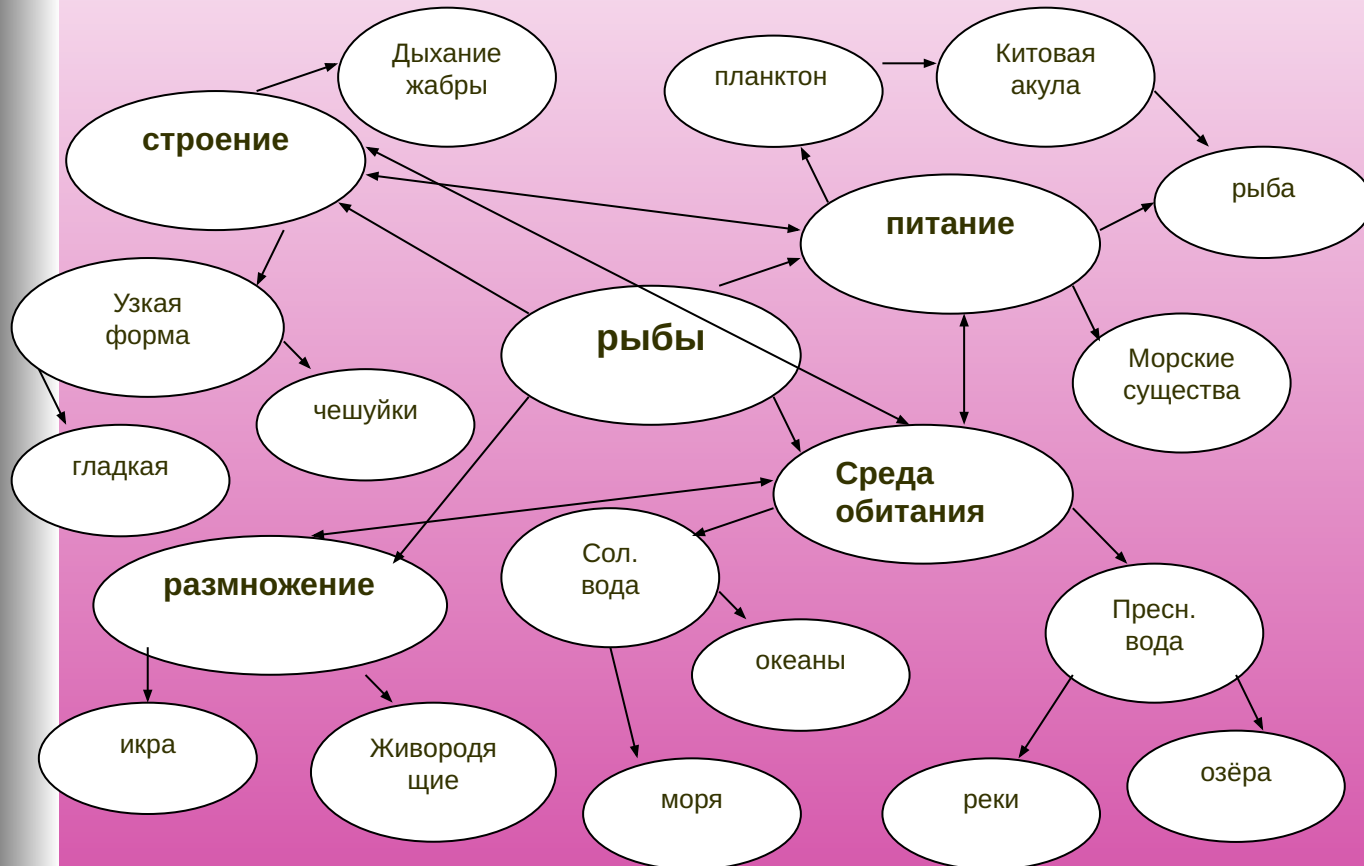 Дыхание
жабры
планктон
Китовая
акула
строение
рыба
питание
Узкая
форма
рыбы
Морские
существа
чешуйки
гладкая
Среда
обитания
Сол.
вода
размножение
Пресн.
вода
океаны
икра
Живородя
щие
моря
реки
озёра